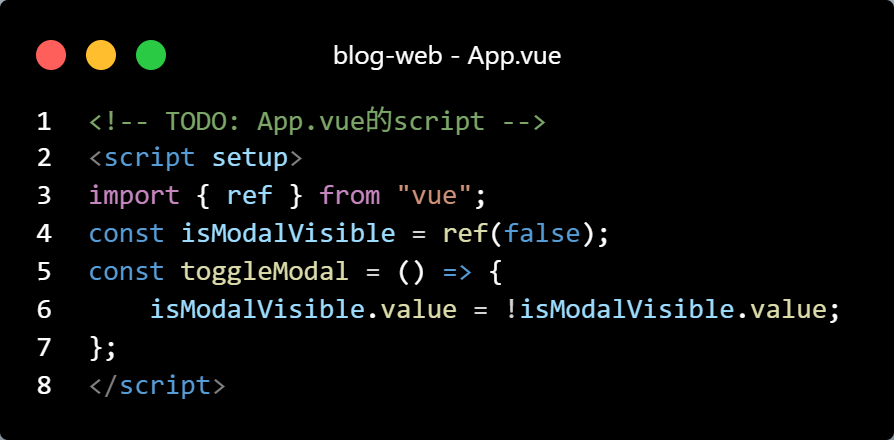 blog-web - App.vue
1 <!-- TODO: App.vue的script -->
2 <script setup>
3 import { ref } from "vue";
4 const isModalVisible = ref(false);
5 const toggleModal = () => {
6     isModalVisible.value = !isModalVisible.value;
7 };
8 </script>